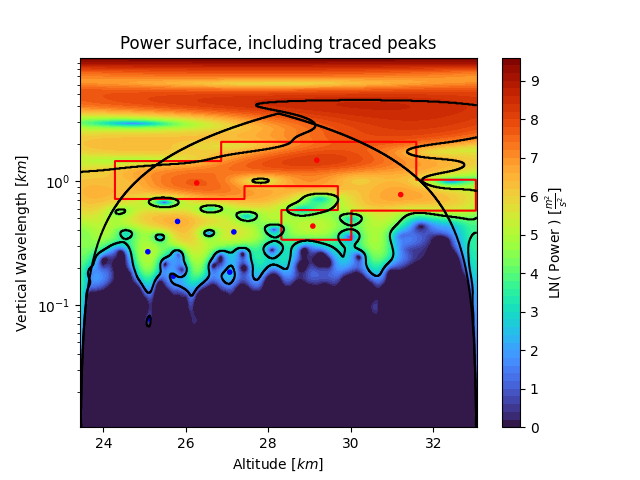 Power surface, including traced peaks
Vertical Wavelength [km]
10⁰
10⁻¹
24 26 28 30 32
Altitude [km]
9
8
7
6
5
4
3
2
1
0
LN( Power ) [m²/s²]